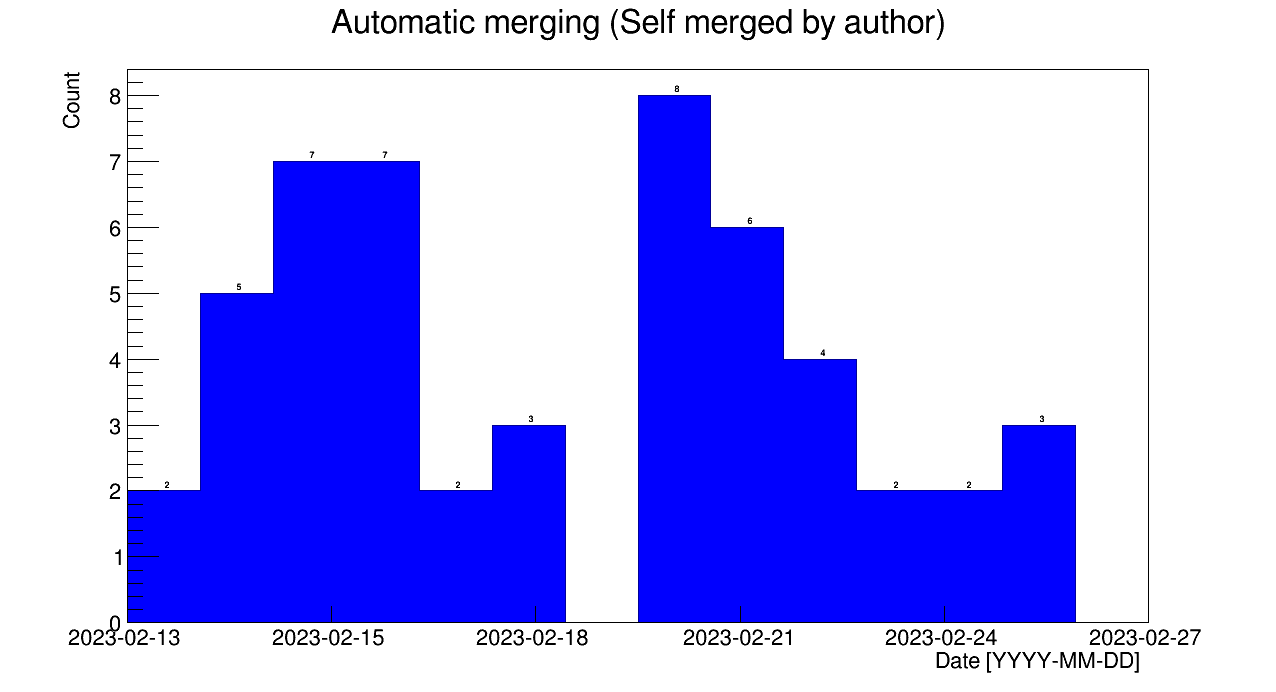 Automatic merging (Self merged by author)
Count
8
7
6
5
4
3
2
1
0
2 5 7 7 2 3 8 6 4 2 2 3
2023-02-13 2023-02-15 2023-02-18 2023-02-21 2023-02-24 2023-02-27
Date [YYYY-MM-DD]